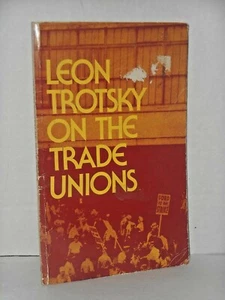 LEON
TROTSKY
ON THE
TRADE
UNIONS